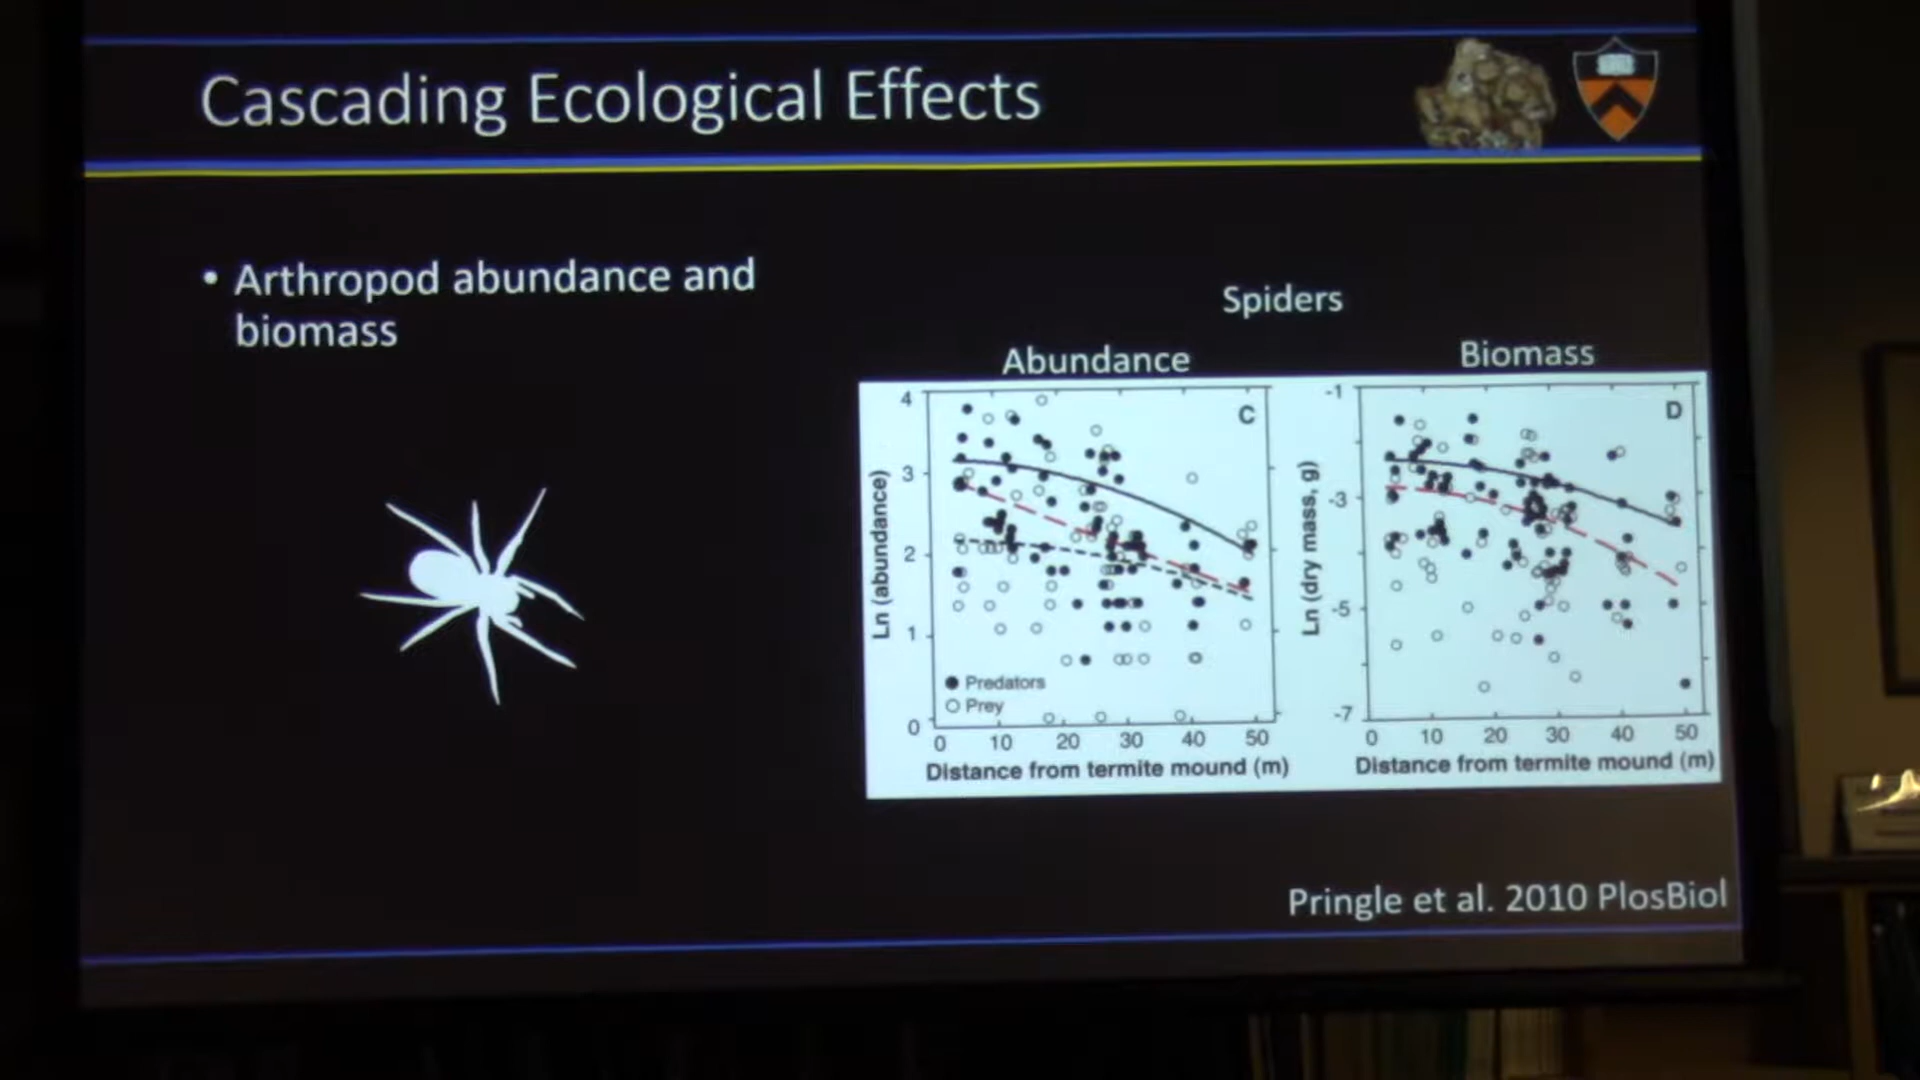 Cascading Ecological Effects
• Arthropod abundance and
biomass
Spiders
Abundance
Biomass
4
3
2
1
0
Ln (abundance)
C
Predators
Prey
0 10 20 30 40 50
Distance from termite mound (m)
-1
-3
-5
-7
Ln (dry mass, g)
D
0 10 20 30 40 50
Distance from termite mound (m)
Pringle et al. 2010 PlosBiol